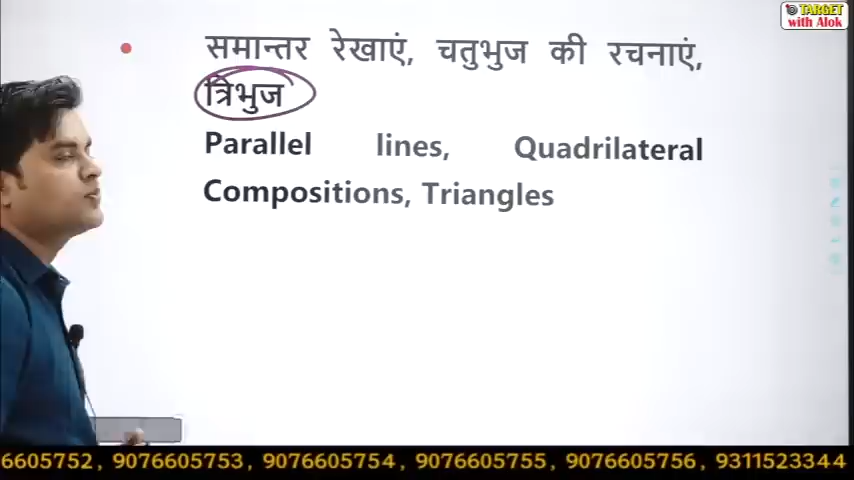 TARGET
with Alok
समान्तर रेखाएं, चतुभुज की रचनाएं,
त्रिभुज
Parallel lines, Quadrilateral
Compositions, Triangles
6605752, 9076605753, 9076605754, 9076605755, 9076605756, 9311523344